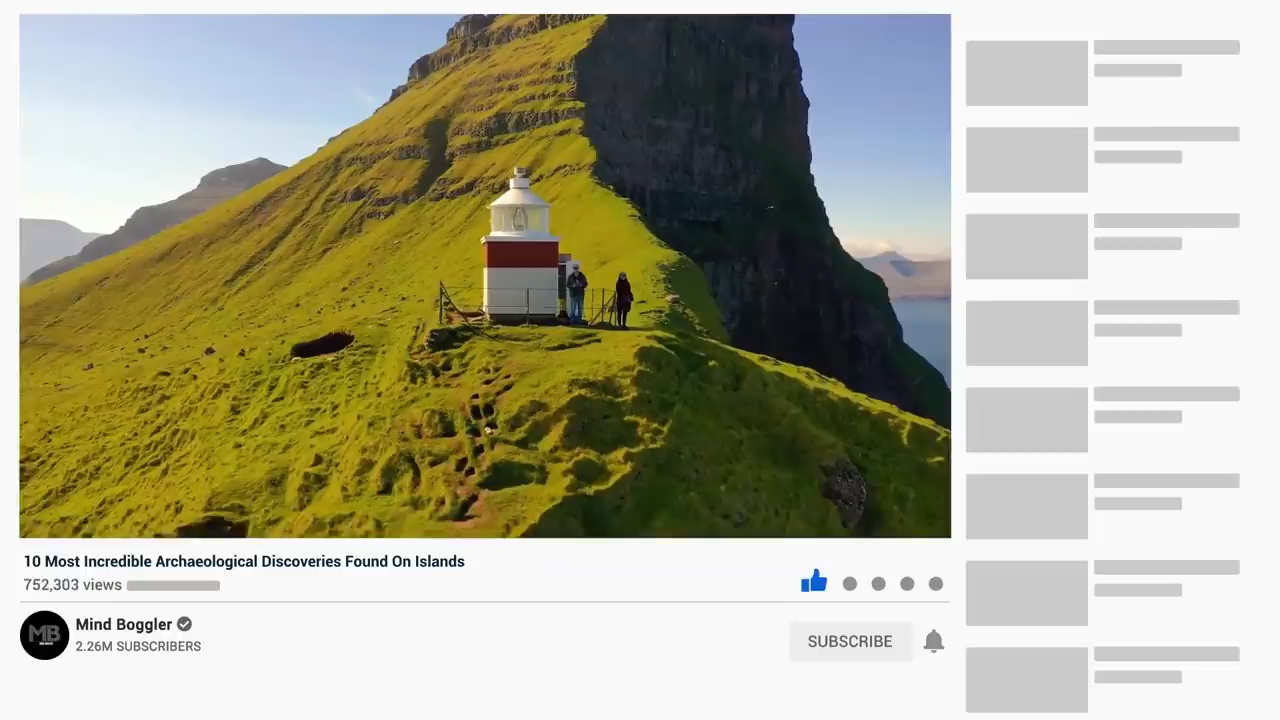 10 Most Incredible Archaeological Discoveries Found On Islands
752,303 views
MB
Mind Boggler
2.26M SUBSCRIBERS
SUBSCRIBE